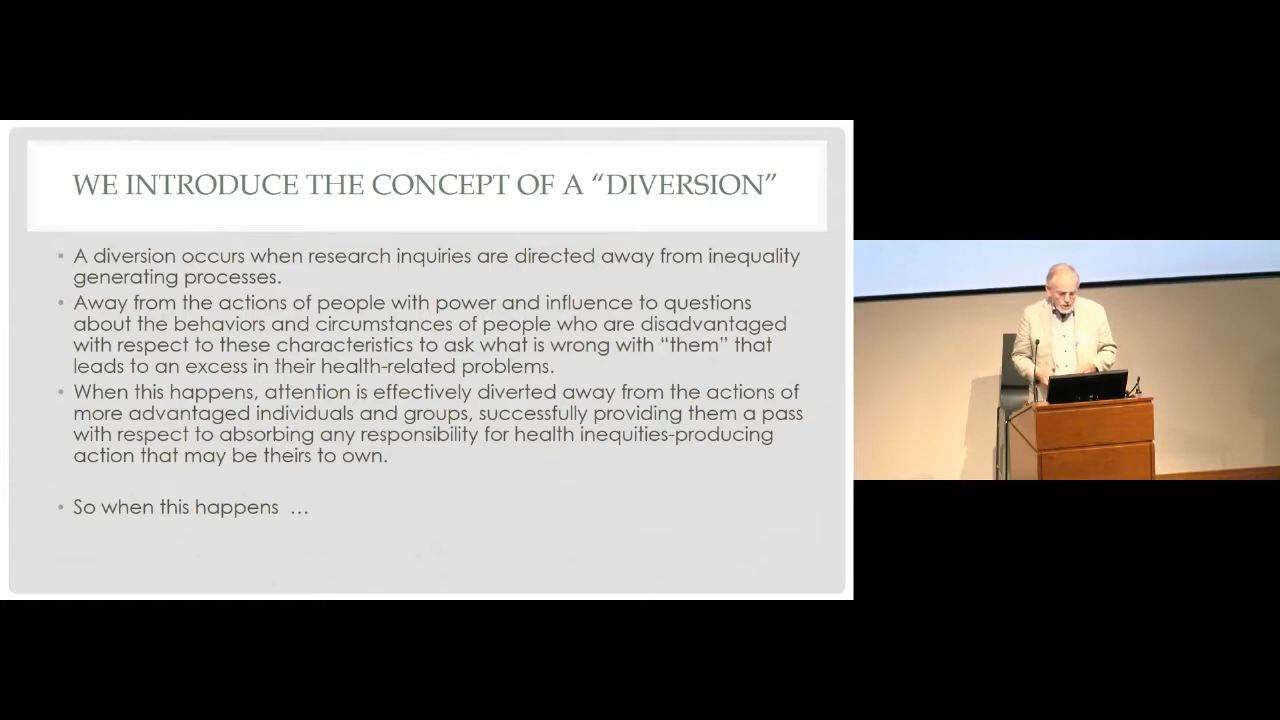 WE INTRODUCE THE CONCEPT OF A “DIVERSION”
• A diversion occurs when research inquiries are directed away from inequality
generating processes.
• Away from the actions of people with power and influence to questions
about the behaviors and circumstances of people who are disadvantaged
with respect to these characteristics to ask what is wrong with “them” that
leads to an excess in their health-related problems.
• When this happens, attention is effectively diverted away from the actions of
more advantaged individuals and groups, successfully providing them a pass
with respect to absorbing any responsibility for health inequities-producing
action that may be theirs to own.
• So when this happens  …